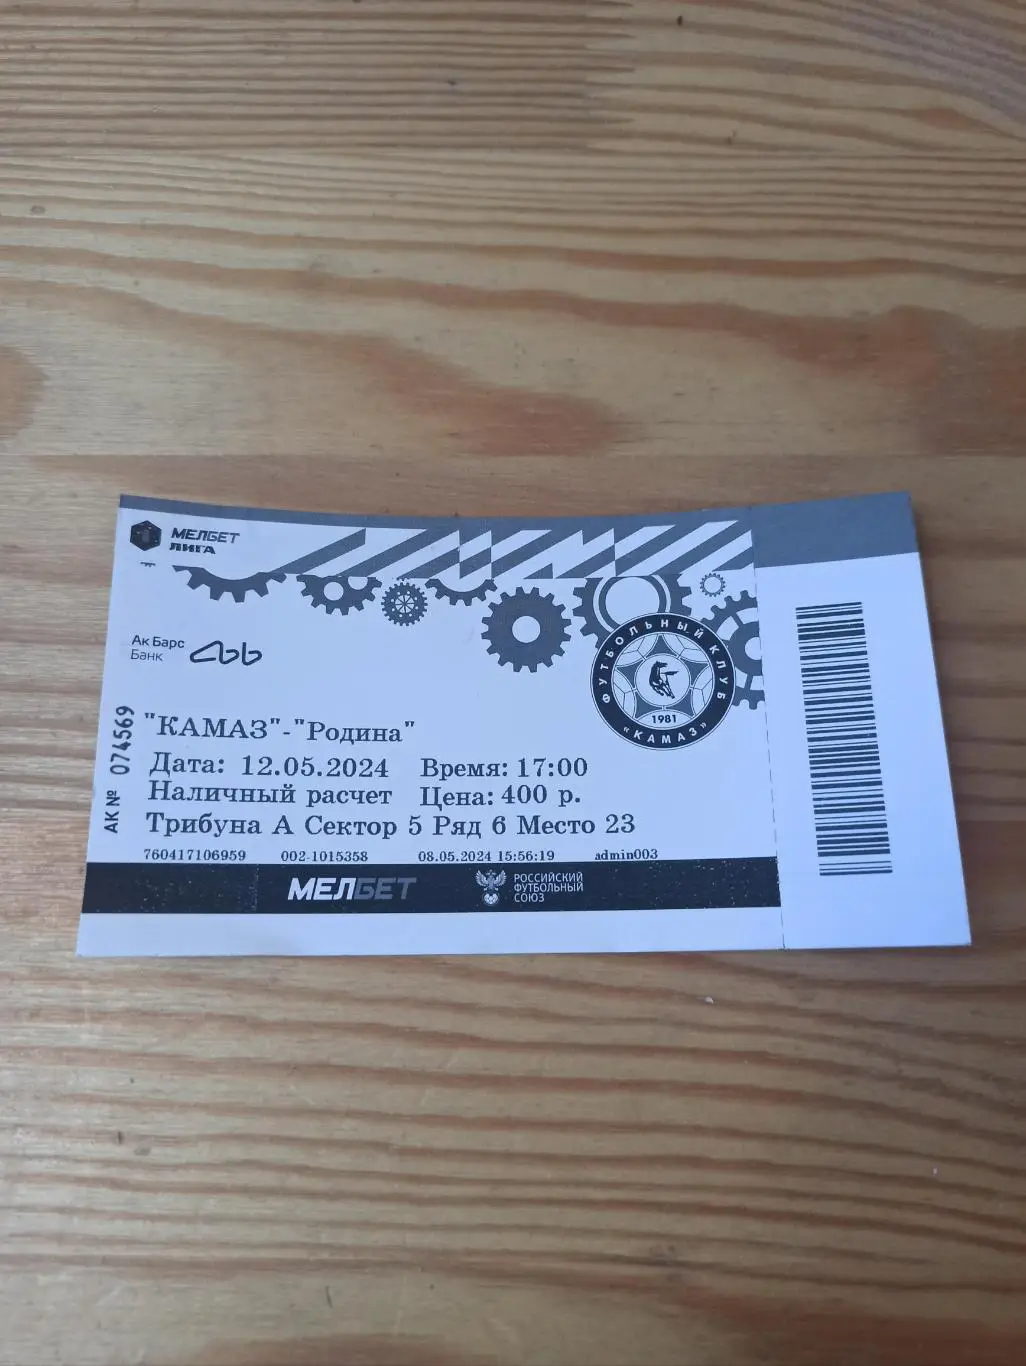 МЕЛБЕТ
ЛИГА
Ак Барс
Банк
ФУТБОЛЬНЫЙ КЛУБ
1981
«КАМАЗ»
АК № 074569
"КАМАЗ"-"Родина"
Дата: 12.05.2024 Время: 17:00
Наличный расчет Цена: 400 р.
Трибуна А Сектор 5 Ряд 6 Место 23
760417106959 002-1015358 08.05.2024 15:56:19 admin003
МЕЛБЕТ
РОССИЙСКИЙ
ФУТБОЛЬНЫЙ
СОЮЗ